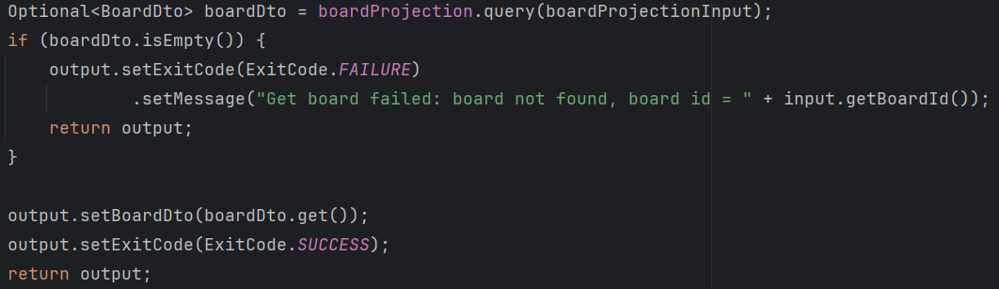 Optional<BoardDto> boardDto = boardProjection.query(boardProjectionInput);
if (boardDto.isEmpty()) {
    output.setExitCode(ExitCode.FAILURE)
            .setMessage("Get board failed: board not found, board id = " + input.getBoardId());
    return output;
}

output.setBoardDto(boardDto.get());
output.setExitCode(ExitCode.SUCCESS);
return output;